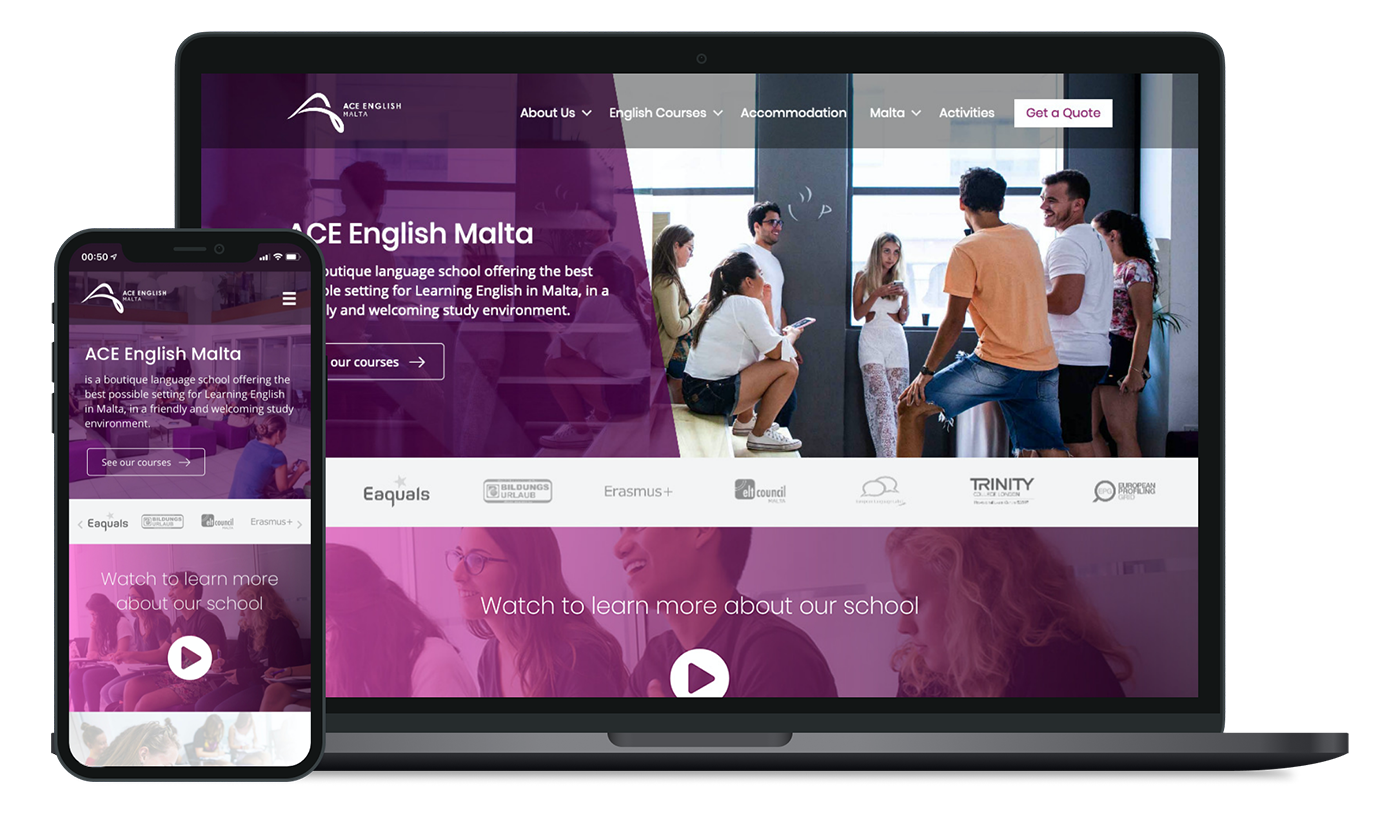 ACE ENGLISH
MALTA
About Us
English Courses
Accommodation
Malta
Activities
Get a Quote
ACE English Malta
outique language school offering the best
ble setting for Learning English in Malta, in a
ly and welcoming study environment.
our courses
Eaquals
BILDUNGS
URLAUB
Erasmus+
elt council
MALTA
TRINITY
COLLEGE LONDON
EPG
EUROPEAN
PROFILING
GRID
Watch to learn more about our school
00:50
ACE ENGLISH
MALTA
ACE English Malta
is a boutique language school offering the
best possible setting for Learning English
in Malta, in a friendly and welcoming study
environment.
See our courses
Eaquals
BILDUNGS
URLAUB
elt council
Erasmus+
Watch to learn more
about our school